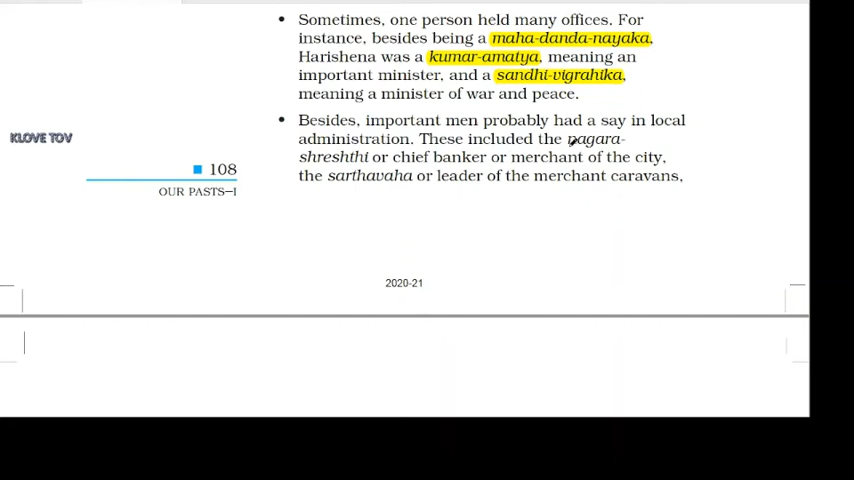 • Sometimes, one person held many offices. For
instance, besides being a maha-danda-nayaka,
Harishena was a kumar-amatya, meaning an
important minister, and a sandhi-vigrahika,
meaning a minister of war and peace.
• Besides, important men probably had a say in local
administration. These included the nagara-
shreshthi or chief banker or merchant of the city,
the sarthavaha or leader of the merchant caravans,
KLOVE TOV
108
OUR PASTS–I
2020-21